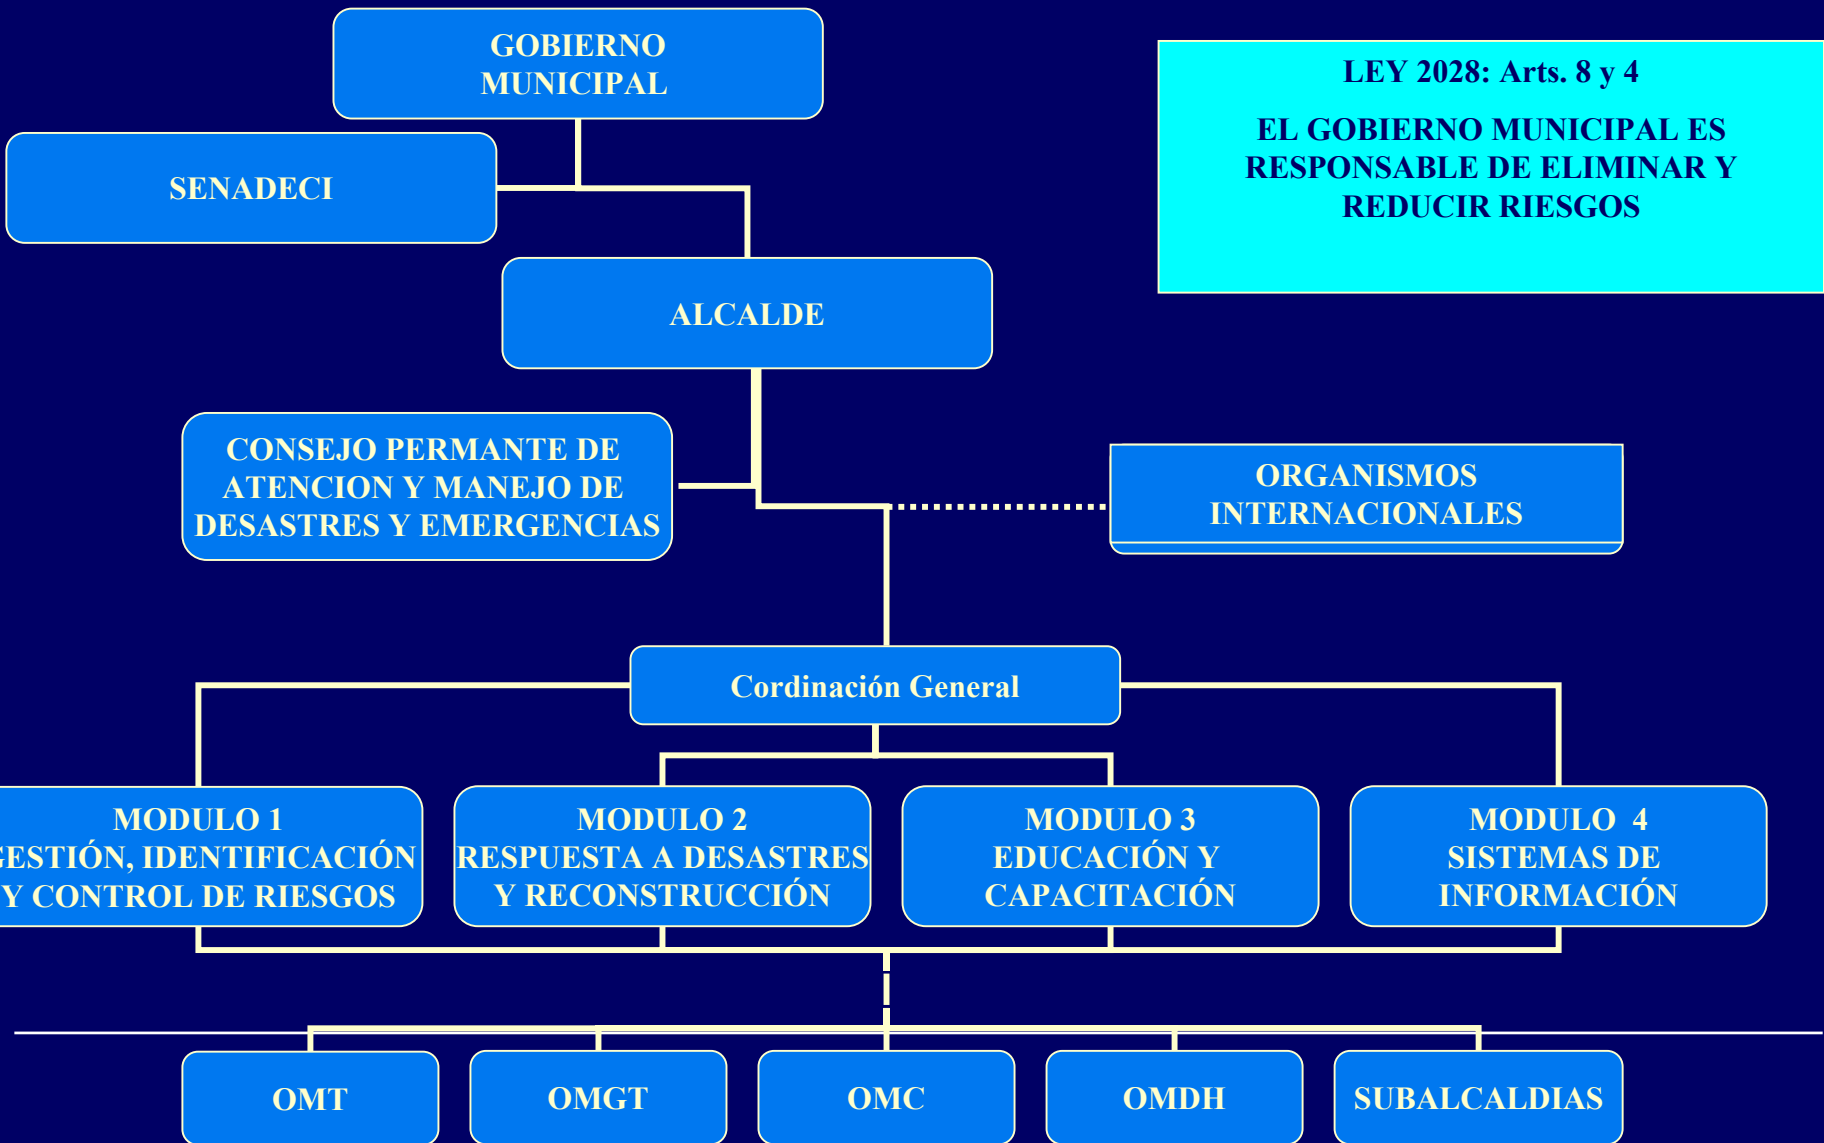 GOBIERNO
MUNICIPAL
LEY 2028: Arts. 8 y 4
EL GOBIERNO MUNICIPAL ES
RESPONSABLE DE ELIMINAR Y
REDUCIR RIESGOS
SENADECI
ALCALDE
CONSEJO PERMANTE DE
ATENCION Y MANEJO DE
DESASTRES Y EMERGENCIAS
ORGANISMOS
INTERNACIONALES
Cordinación General
MODULO 1
GESTIÓN, IDENTIFICACIÓN
Y CONTROL DE RIESGOS
MODULO 2
RESPUESTA A DESASTRES
Y RECONSTRUCCIÓN
MODULO 3
EDUCACIÓN Y
CAPACITACIÓN
MODULO 4
SISTEMAS DE
INFORMACIÓN
OMT
OMGT
OMC
OMDH
SUBALCALDIAS